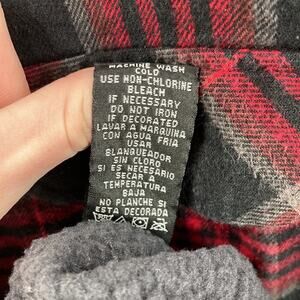 MACHINE WASH
COLD
USE NON-CHLORINE
BLEACH
IF NECESSARY
DO NOT IRON
IF DECORATED
LAVAR A MARQUINA
CON AGUA FRIA
USAR
BLANQUEADOR
SIN CLORO
SI ES NECESARIO
SECAR A
TEMPERATURA
BAJA
NO PLANCHE SI
ESTA DECORADA